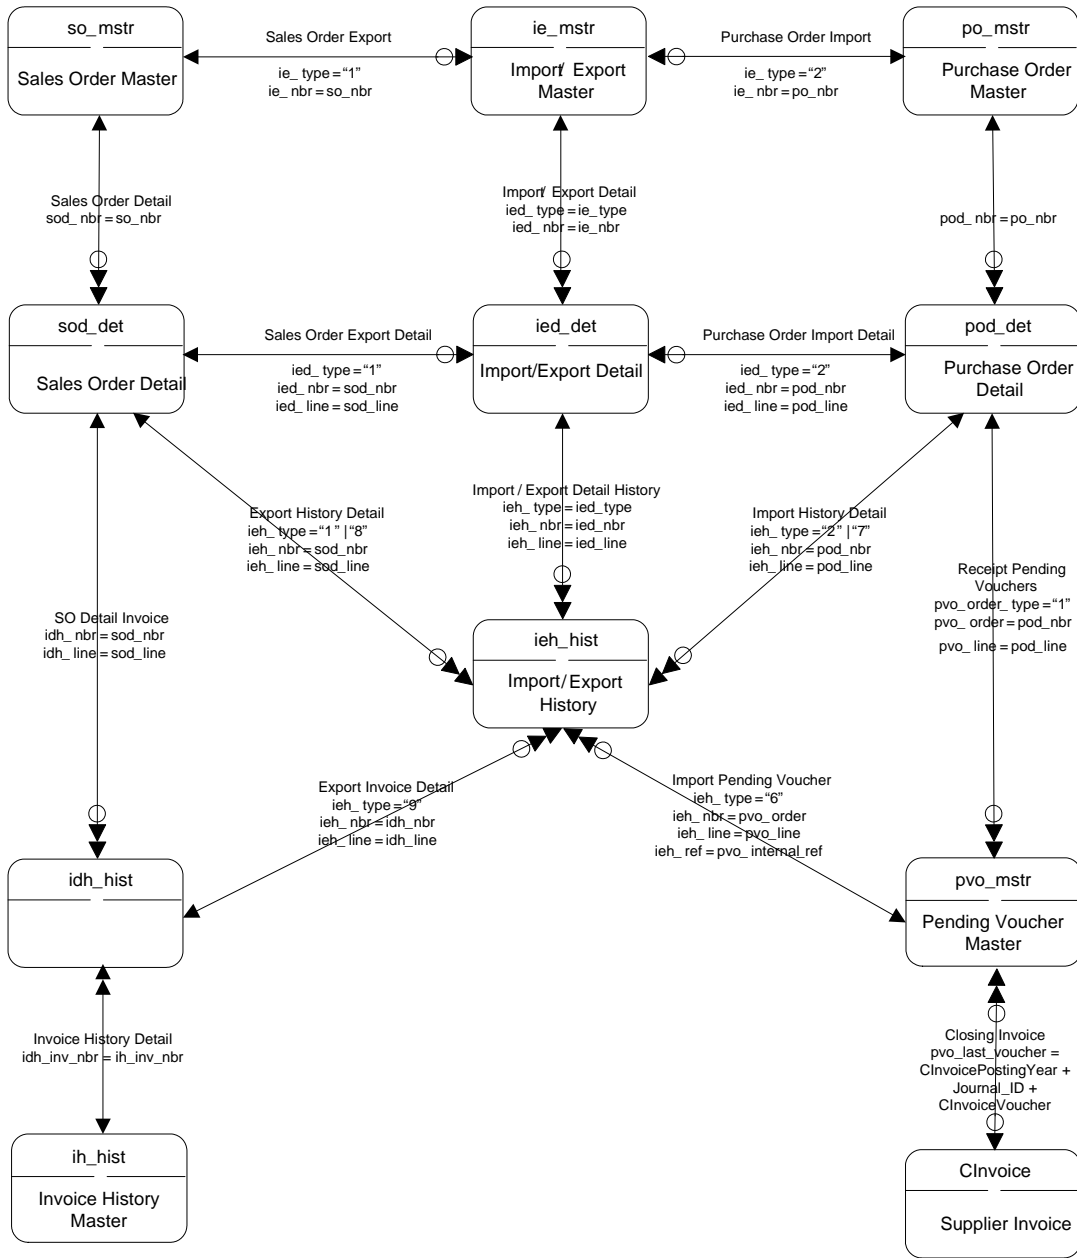 so_mstr
Sales Order Master
Sales Order Export
ie_ type = “1”
ie_ nbr = so_nbr
ie_mstr
Import/ Export
Master
Purchase Order Import
ie_ type = “2”
ie_ nbr = po_nbr
po_mstr
Purchase Order
Master
Sales Order Detail
sod_ nbr = so_nbr
Import/ Export Detail
ied_ type = ie_type
ied_ nbr = ie_nbr
pod_ nbr = po_nbr
sod_det
Sales Order Detail
Sales Order Export Detail
ied_ type = “1”
ied_ nbr = sod_nbr
ied_ line = sod_line
ied_det
Import/Export Detail
Purchase Order Import Detail
ied_ type = “2”
ied_ nbr = pod_nbr
ied_ line = pod_line
pod_det
Purchase Order
Detail
Export History Detail
ieh_ type = “1” | “8”
ieh_ nbr = sod_nbr
ieh_ line = sod_line
Import / Export Detail History
ieh_ type = ied_type
ieh_ nbr = ied_nbr
ieh_ line = ied_line
Import History Detail
ieh_ type = “2” | “7”
ieh_ nbr = pod_nbr
ieh_ line = pod_line
Receipt Pending
Vouchers
pvo_order_ type = “1”
pvo_ order = pod_nbr
pvo_ line = pod_line
SO Detail Invoice
idh_ nbr = sod_nbr
idh_ line = sod_line
ieh_hist
Import/ Export
History
Export Invoice Detail
ieh_ type = “9”
ieh_ nbr = idh_nbr
ieh_ line = idh_line
Import Pending Voucher
ieh_ type = “6”
ieh_ nbr = pvo_order
ieh_ line = pvo_line
ieh_ ref = pvo_ internal_ref
idh_hist
pvo_mstr
Pending Voucher
Master
Invoice History Detail
idh_inv_nbr = ih_inv_nbr
Closing Invoice
pvo_last_voucher =
CInvoicePostingYear +
Journal_ID +
CInvoiceVoucher
ih_hist
Invoice History
Master
CInvoice
Supplier Invoice